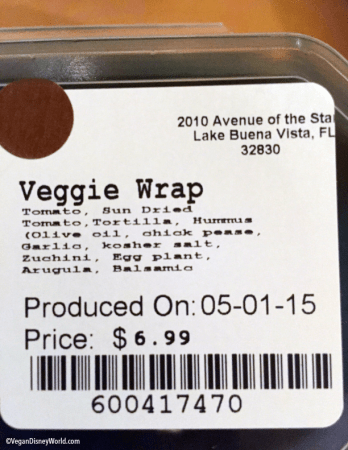 2010 Avenue of the Sta
Lake Buena Vista, FL
32830
Veggie Wrap
Tomato, Sun Dried
Tomato, Tortilla, Hummus
(Olive oil, chick pease,
Garlic, kosher salt,
Zuchini, Egg plant,
Arugula, Balsamic
Produced On: 05-01-15
Price: $6.99
600417470
©VeganDisneyWorld.com